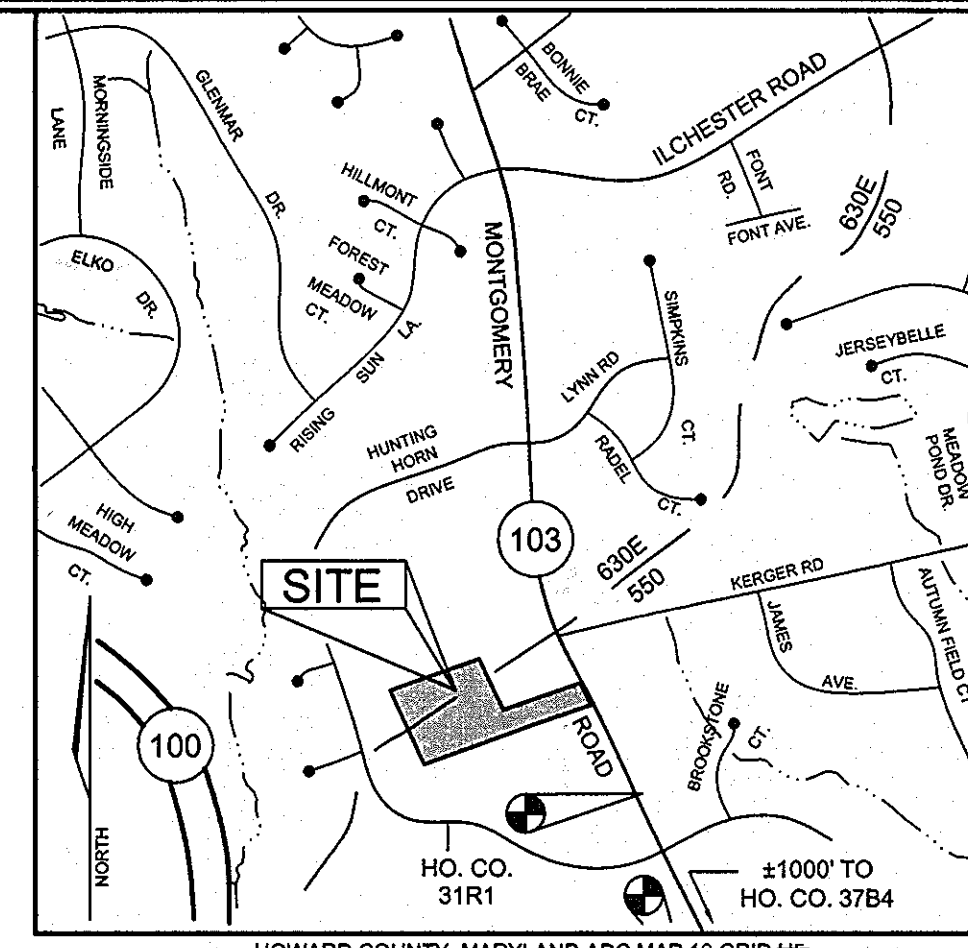 MORNINGSIDE
LANE
GLENMAR
DR.
BONNIE
BRAE
CT.
ILCHESTER ROAD
HILLMONT
CT.
FONT
RD.
FONT AVE.
630E
550
ELKO
DR.
FOREST
MEADOW
CT.
MONTGOMERY
SIMPKINS
CT.
RISING
SUN
LA.
LYNN RD
JERSEYBELLE
CT.
HUNTING
HORN
DRIVE
RADEL
CT.
MEADOW
POND DR.
HIGH
MEADOW
CT.
103
630E
550
SITE
KERGER RD
JAMES
AVE.
AUTUMN FIELD CT
100
ROAD
BROOKSTONE
CT.
NORTH
HO. CO.
31R1
±1000' TO
HO. CO. 37B4